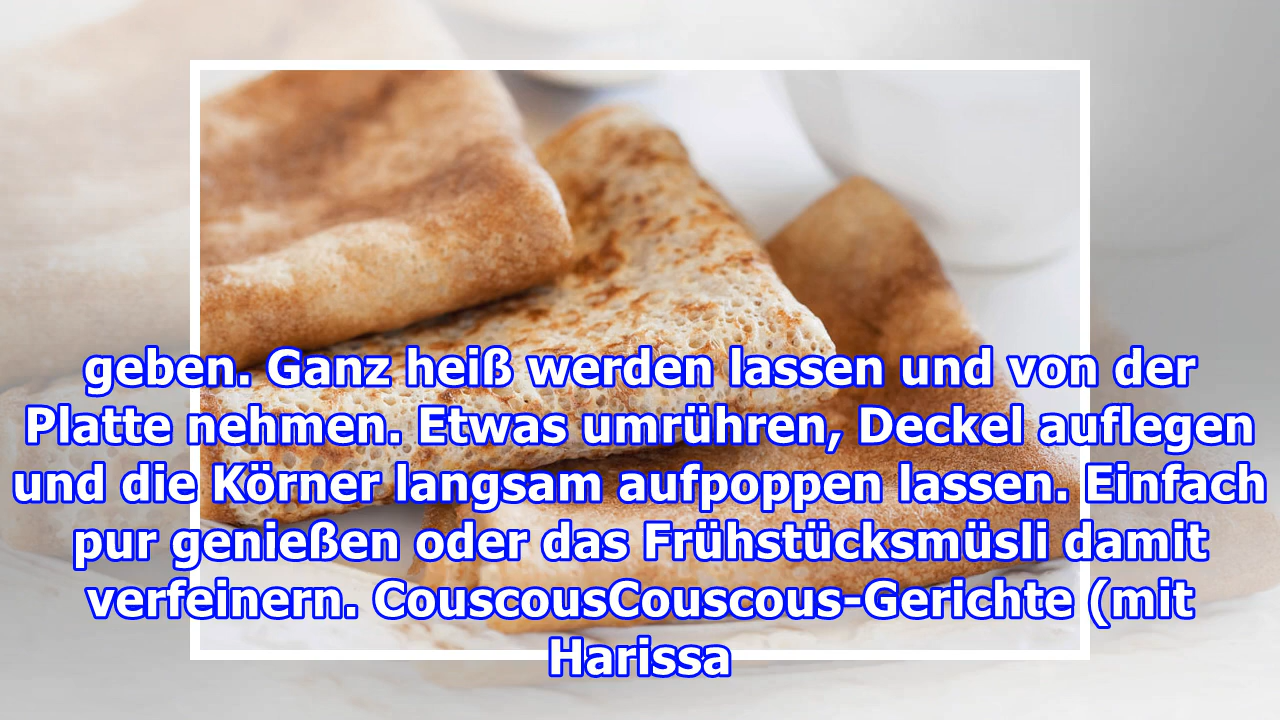 geben. Ganz heiß werden lassen und von der
Platte nehmen. Etwas umrühren, Deckel auflegen
und die Körner langsam aufpoppen lassen. Einfach
pur genießen oder das Frühstücksmüsli damit
verfeinern. CouscousCouscous-Gerichte (mit
Harissa